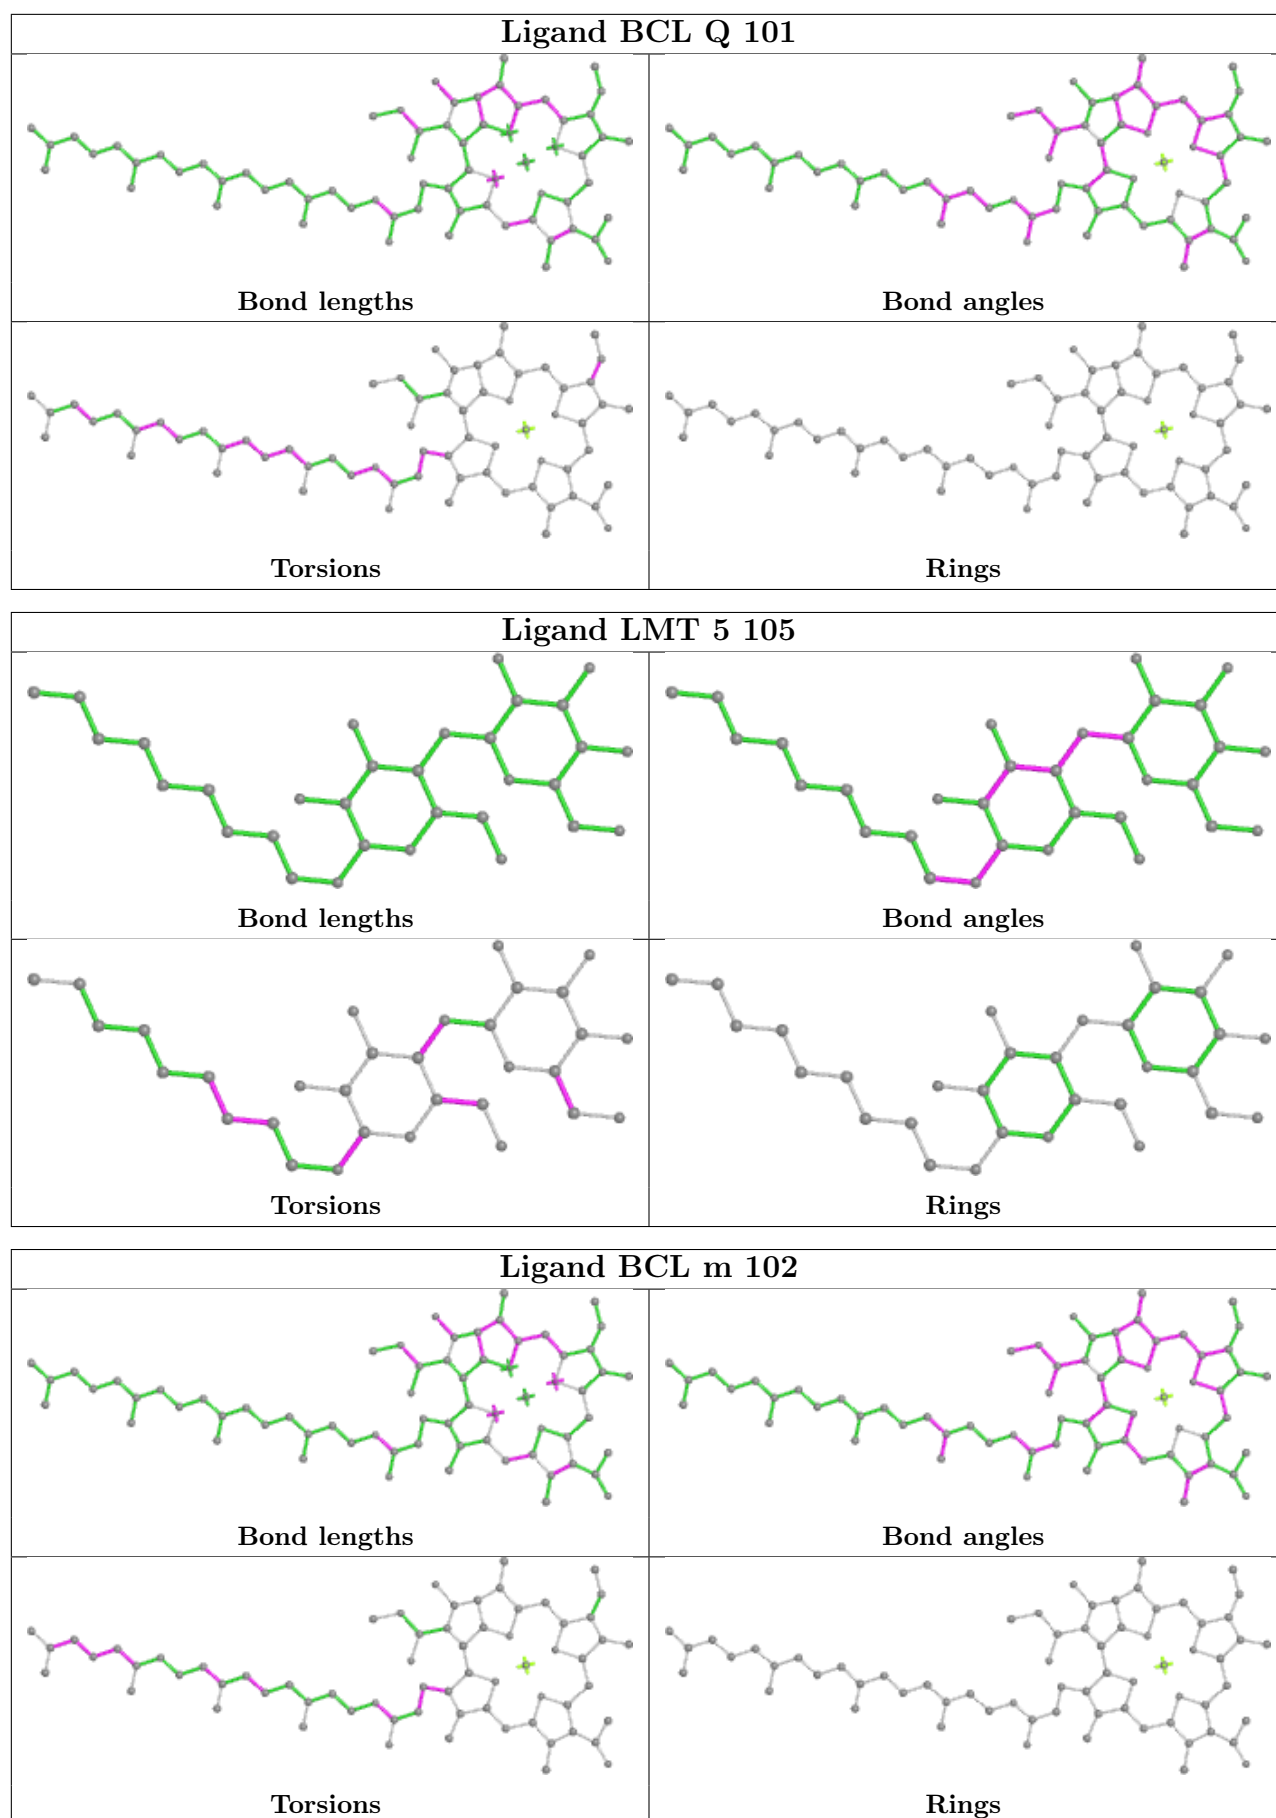 Ligand BCL Q 101
Bond lengths
Bond angles
Torsions
Rings
Ligand LMT 5 105
Bond lengths
Bond angles
Torsions
Rings
Ligand BCL m 102
Bond lengths
Bond angles
Torsions
Rings